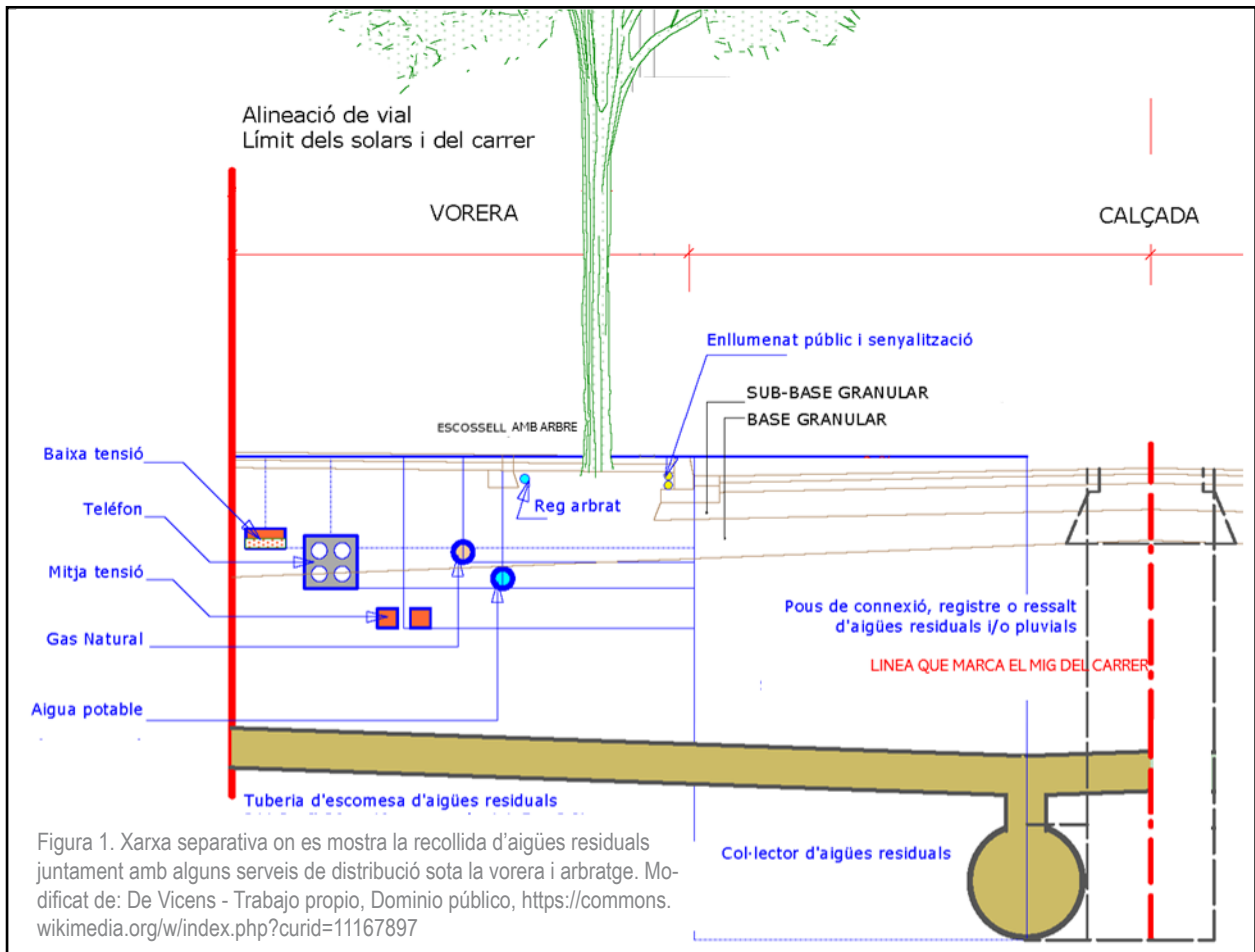 Alineació de vial
Límit dels solars i del carrer
VORERA
CALÇADA
Enllumenat públic i senyalització
SUB-BASE GRANULAR
BASE GRANULAR
ESCOSSELL AMB ARBRE
Baixa tensió
Reg arbrat
Teléfon
Mitja tensió
Pous de connexió, registre o ressalt
d'aigües residuals i/o pluvials
Gas Natural
LINEA QUE MARCA EL MIG DEL CARRER
Aigua potable
Tuberia d'escomesa d'aigües residuals
Col·lector d'aigües residuals
Figura 1. Xarxa separativa on es mostra la recollida d’aigües residuals
juntament amb alguns serveis de distribució sota la vorera i arbratge. Mo-
dificat de: De Vicens - Trabajo propio, Dominio público, https://commons.
wikimedia.org/w/index.php?curid=11167897